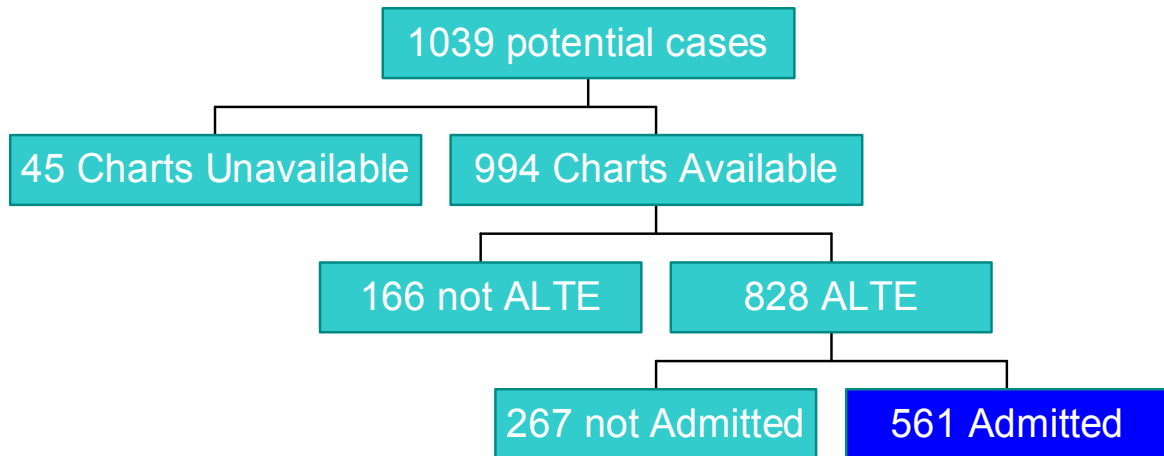 1039 potential cases
45 Charts Unavailable
994 Charts Available
166 not ALTE
828 ALTE
267 not Admitted
561 Admitted